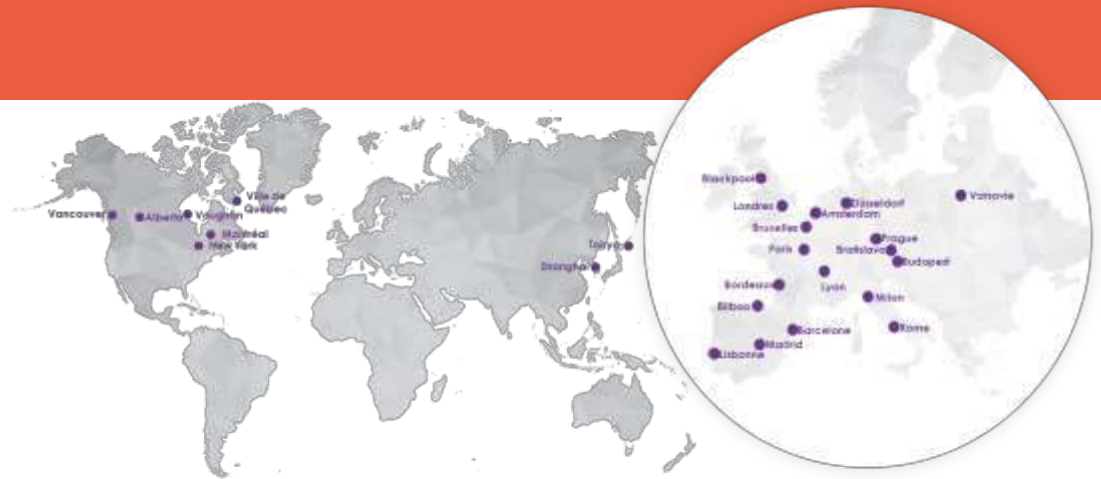 Ville de
Québec
Vancouver
Alberta
Vaughan
Montréal
New York
Tokyo
Shanghai
Blackpool
Varsovie
Londres
Düsseldorf
Amsterdam
Bruxelles
Prague
Paris
Bratislava
Budapest
Lyon
Bordeaux
Milan
Bilbao
Barcelone
Rome
Madrid
Lisbonne